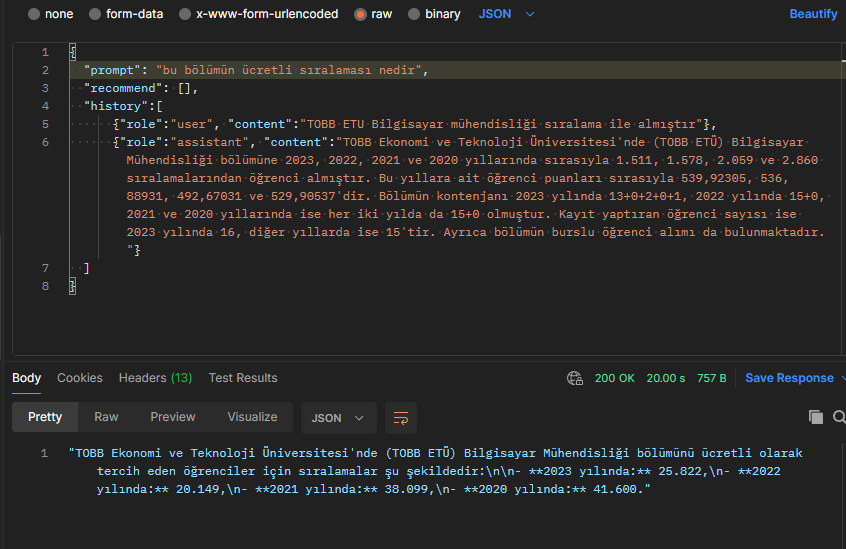 none form-data x-www-form-urlencoded raw binary JSON Beautify
1 {
2 "prompt": "bu bölümün ücretli sıralaması nedir",
3 "recommend": [],
4 "history":[
5 {"role":"user", "content":"TOBB ETU Bilgisayar mühendisliği sıralama ile almıştır"},
6 {"role":"assistant", "content":"TOBB Ekonomi ve Teknoloji Üniversitesi'nde (TOBB ETÜ) Bilgisayar
Mühendisliği bölümüne 2023, 2022, 2021 ve 2020 yıllarında sırasıyla 1.511, 1.578, 2.059 ve 2.860
sıralamalarından öğrenci almıştır. Bu yıllara ait öğrenci puanları sırasıyla 539,92305, 536,
88931, 492,67031 ve 529,90537'dir. Bölümün kontenjanı 2023 yılında 13+0+2+0+1, 2022 yılında 15+0,
2021 ve 2020 yıllarında ise her iki yılda da 15+0 olmuştur. Kayıt yaptıran öğrenci sayısı ise
2023 yılında 16, diğer yıllarda ise 15'tir. Ayrıca bölümün burslu öğrenci alımı da bulunmaktadır.
"}
7 ]
8 }
Body Cookies Headers (13) Test Results 200 OK 20.00 s 757 B Save Response
Pretty Raw Preview Visualize JSON
1 "TOBB Ekonomi ve Teknoloji Üniversitesi'nde (TOBB ETÜ) Bilgisayar Mühendisliği bölümünü ücretli olarak
tercih eden öğrenciler için sıralamalar şu şekildedir:\n\n- **2023 yılında:** 25.822,\n- **2022
yılında:** 20.149,\n- **2021 yılında:** 38.099,\n- **2020 yılında:** 41.600."